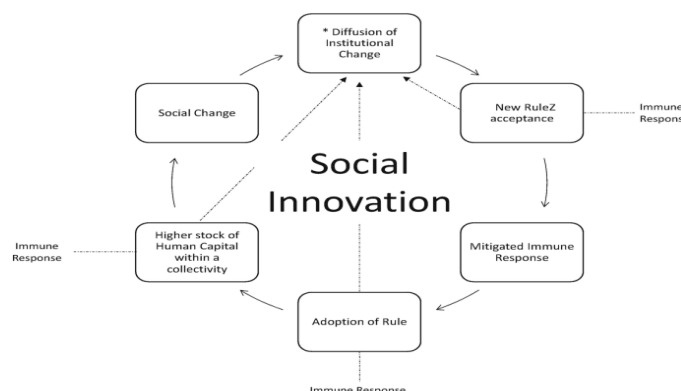 * Diffusion of
Institutional
Change
Social Change
New RuleZ
acceptance
Immune
Respons
Social
Innovation
Immune
Response
Higher stock of
Human Capital
within a
collectivity
Mitigated Immune
Response
Adoption of Rule
Immune Response